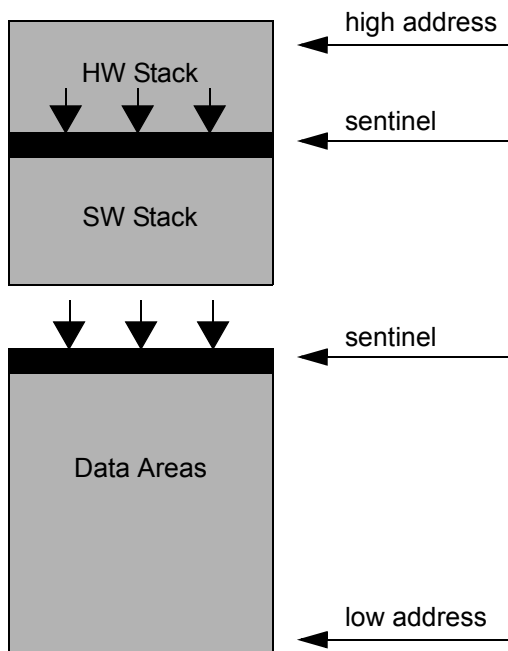 high address
HW Stack
sentinel
SW Stack
sentinel
Data Areas
low address